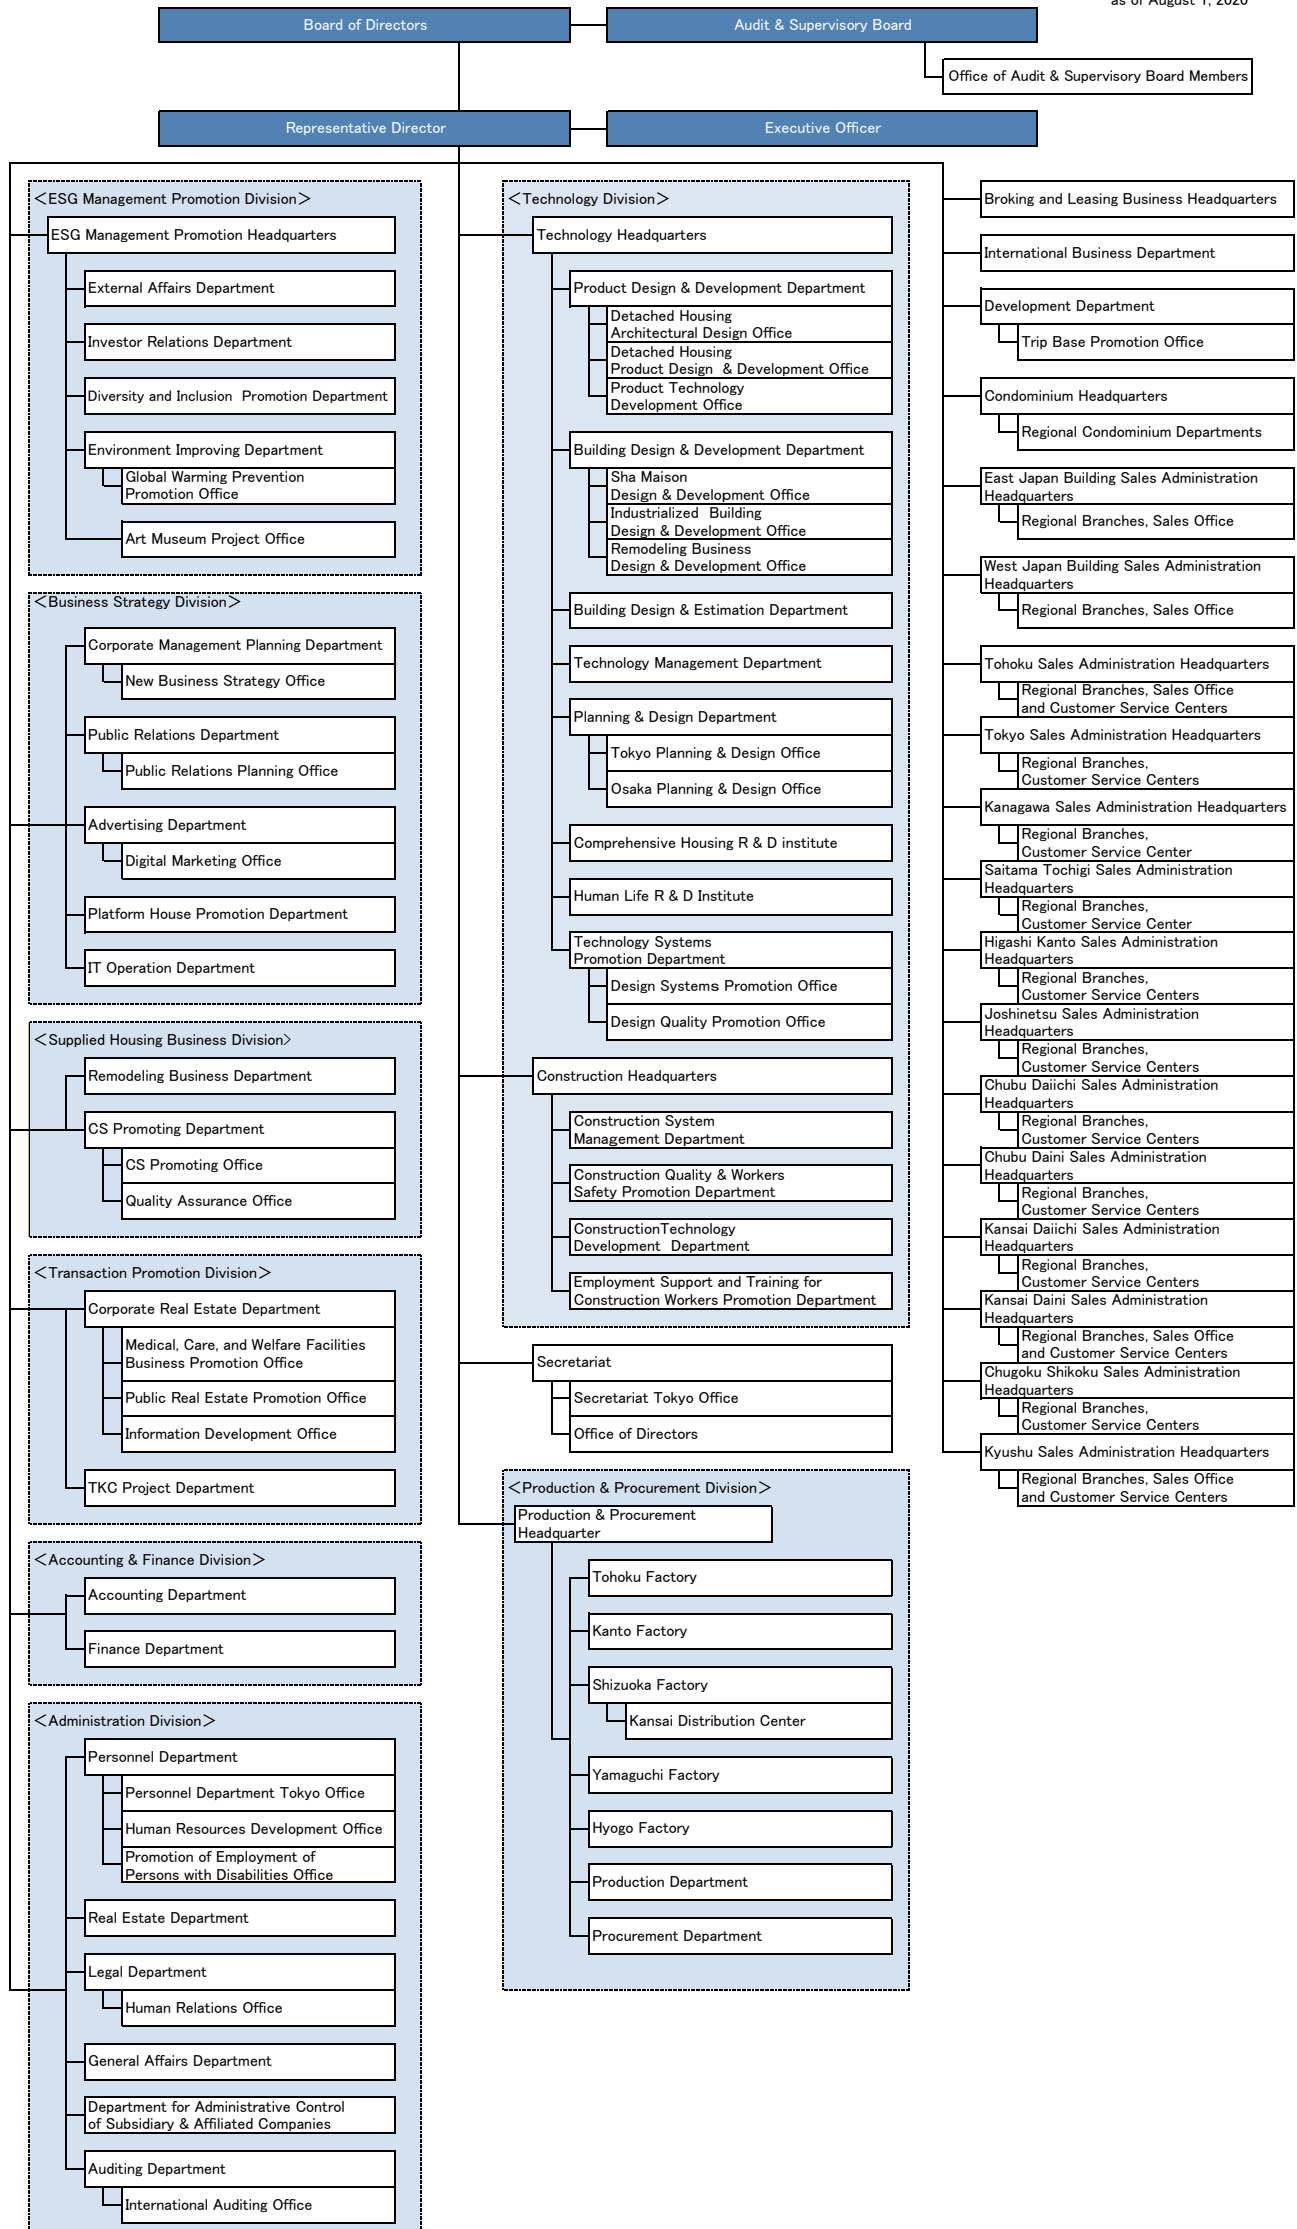 as of August 1, 2020
Board of Directors
Audit & Supervisory Board
Office of Audit & Supervisory Board Members
Representative Director
Executive Officer
<ESG Management Promotion Division>
ESG Management Promotion Headquarters
External Affairs Department
Investor Relations Department
Diversity and Inclusion Promotion Department
Environment Improving Department
Global Warming Prevention
Promotion Office
Art Museum Project Office
<Business Strategy Division>
Corporate Management Planning Department
New Business Strategy Office
Public Relations Department
Public Relations Planning Office
Advertising Department
Digital Marketing Office
Platform House Promotion Department
IT Operation Department
<Supplied Housing Business Division>
Remodeling Business Department
CS Promoting Department
CS Promoting Office
Quality Assurance Office
<Transaction Promotion Division>
Corporate Real Estate Department
Medical, Care, and Welfare Facilities
Business Promotion Office
Public Real Estate Promotion Office
Information Development Office
TKC Project Department
<Accounting & Finance Division>
Accounting Department
Finance Department
<Administration Division>
Personnel Department
Personnel Department Tokyo Office
Human Resources Development Office
Promotion of Employment of
Persons with Disabilities Office
Real Estate Department
Legal Department
Human Relations Office
General Affairs Department
Department for Administrative Control
of Subsidiary & Affiliated Companies
Auditing Department
International Auditing Office
<Technology Division>
Technology Headquarters
Product Design & Development Department
Detached Housing
Architectural Design Office
Detached Housing
Product Design & Development Office
Product Technology
Development Office
Building Design & Development Department
Sha Maison
Design & Development Office
Industrialized Building
Design & Development Office
Remodeling Business
Design & Development Office
Building Design & Estimation Department
Technology Management Department
Planning & Design Department
Tokyo Planning & Design Office
Osaka Planning & Design Office
Comprehensive Housing R & D institute
Human Life R & D Institute
Technology Systems
Promotion Department
Design Systems Promotion Office
Design Quality Promotion Office
Construction Headquarters
Construction System
Management Department
Construction Quality & Workers
Safety Promotion Department
ConstructionTechnology
Development Department
Employment Support and Training for
Construction Workers Promotion Department
Secretariat
Secretariat Tokyo Office
Office of Directors
<Production & Procurement Division>
Production & Procurement
Headquarter
Tohoku Factory
Kanto Factory
Shizuoka Factory
Kansai Distribution Center
Yamaguchi Factory
Hyogo Factory
Production Department
Procurement Department
Broking and Leasing Business Headquarters
International Business Department
Development Department
Trip Base Promotion Office
Condominium Headquarters
Regional Condominium Departments
East Japan Building Sales Administration
Headquarters
Regional Branches, Sales Office
West Japan Building Sales Administration
Headquarters
Regional Branches, Sales Office
Tohoku Sales Administration Headquarters
Regional Branches, Sales Office
and Customer Service Centers
Tokyo Sales Administration Headquarters
Regional Branches,
Customer Service Centers
Kanagawa Sales Administration Headquarters
Regional Branches,
Customer Service Center
Saitama Tochigi Sales Administration
Headquarters
Regional Branches,
Customer Service Center
Higashi Kanto Sales Administration
Headquarters
Regional Branches,
Customer Service Centers
Joshinetsu Sales Administration
Headquarters
Regional Branches,
Customer Service Centers
Chubu Daiichi Sales Administration
Headquarters
Regional Branches,
Customer Service Centers
Chubu Daini Sales Administration
Headquarters
Regional Branches,
Customer Service Centers
Kansai Daiichi Sales Administration
Headquarters
Regional Branches,
Customer Service Centers
Kansai Daini Sales Administration
Headquarters
Regional Branches, Sales Office
and Customer Service Centers
Chugoku Shikoku Sales Administration
Headquarters
Regional Branches,
Customer Service Centers
Kyushu Sales Administration Headquarters
Regional Branches, Sales Office
and Customer Service Centers